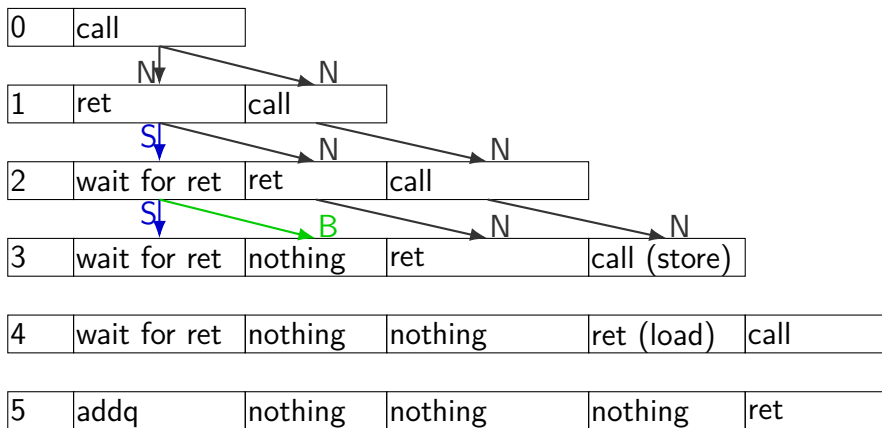 0 call
N N
1 ret call
S N N
2 wait for ret ret call
S B N N
3 wait for ret nothing ret call (store)
4 wait for ret nothing nothing ret (load) call
5 addq nothing nothing nothing ret